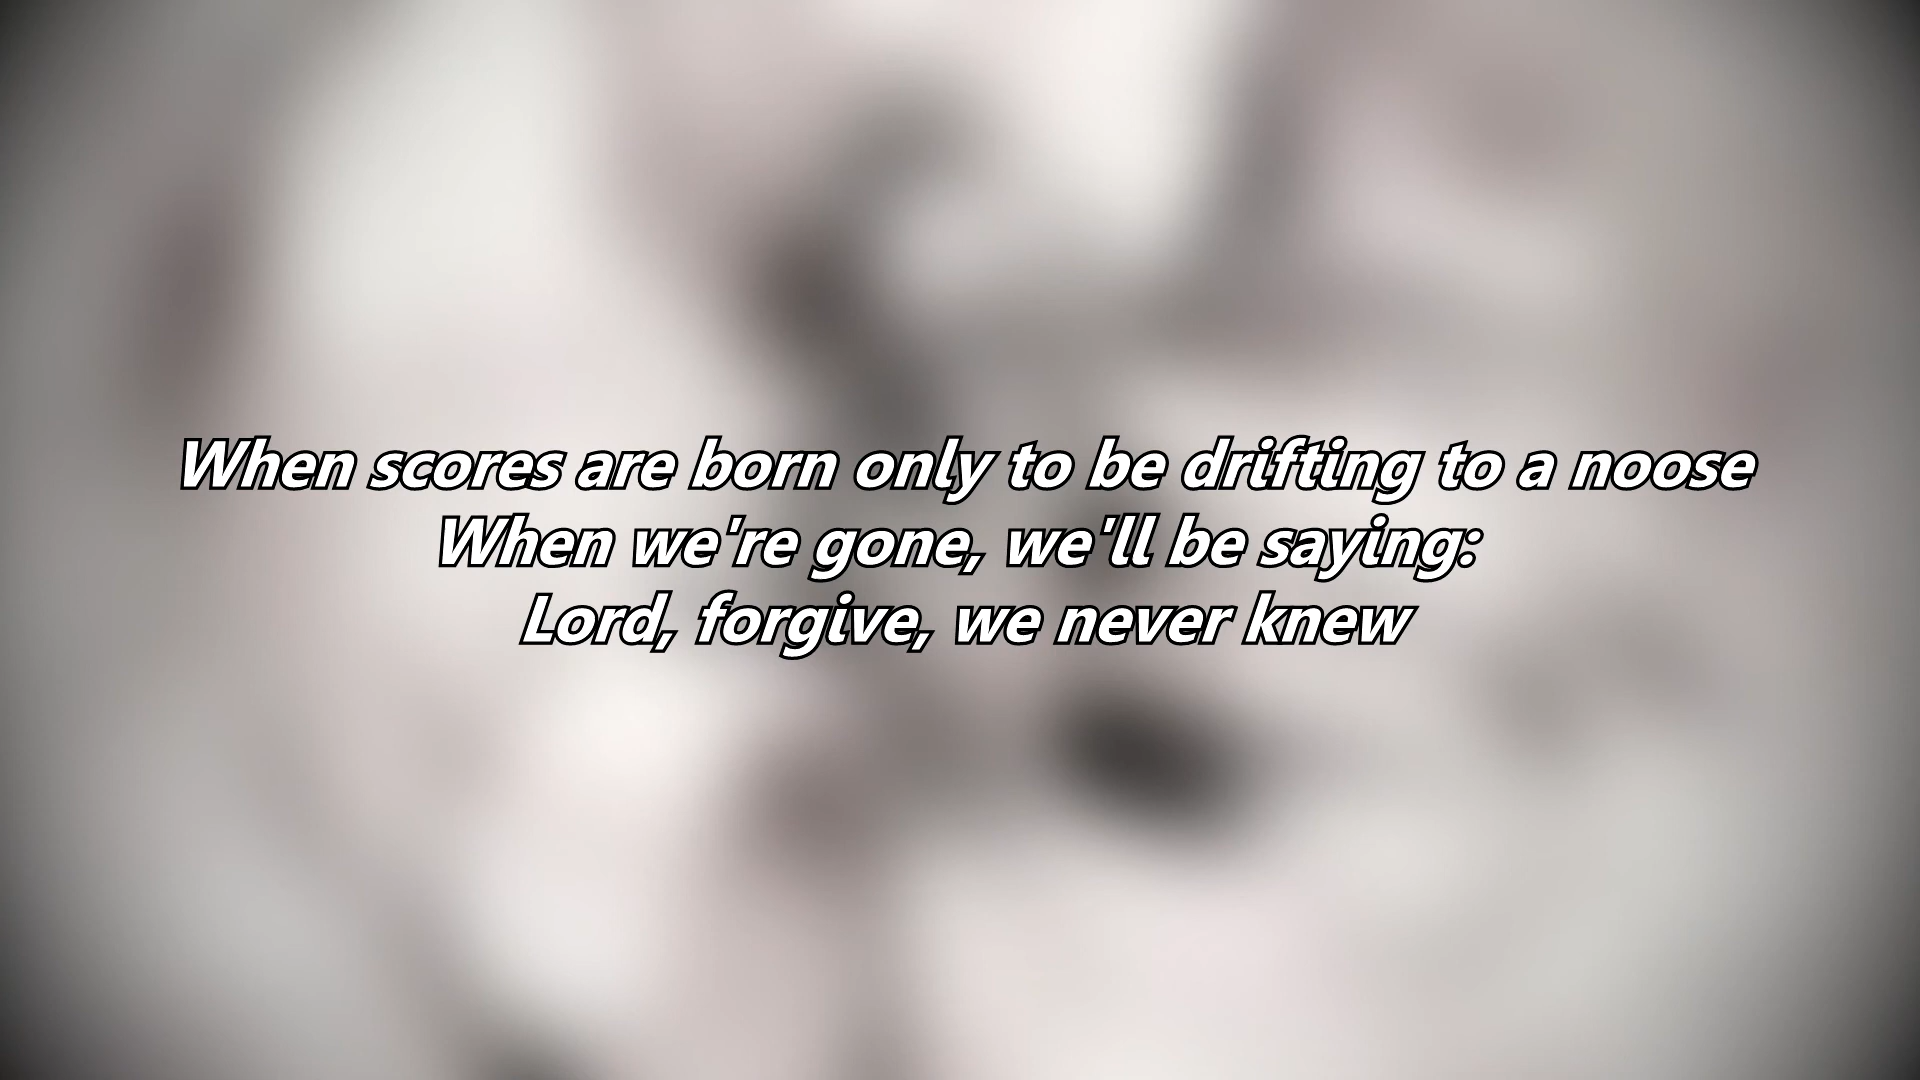 When scores are born only to be drifting to a noose
When we're gone, we'll be saying:
Lord, forgive, we never knew